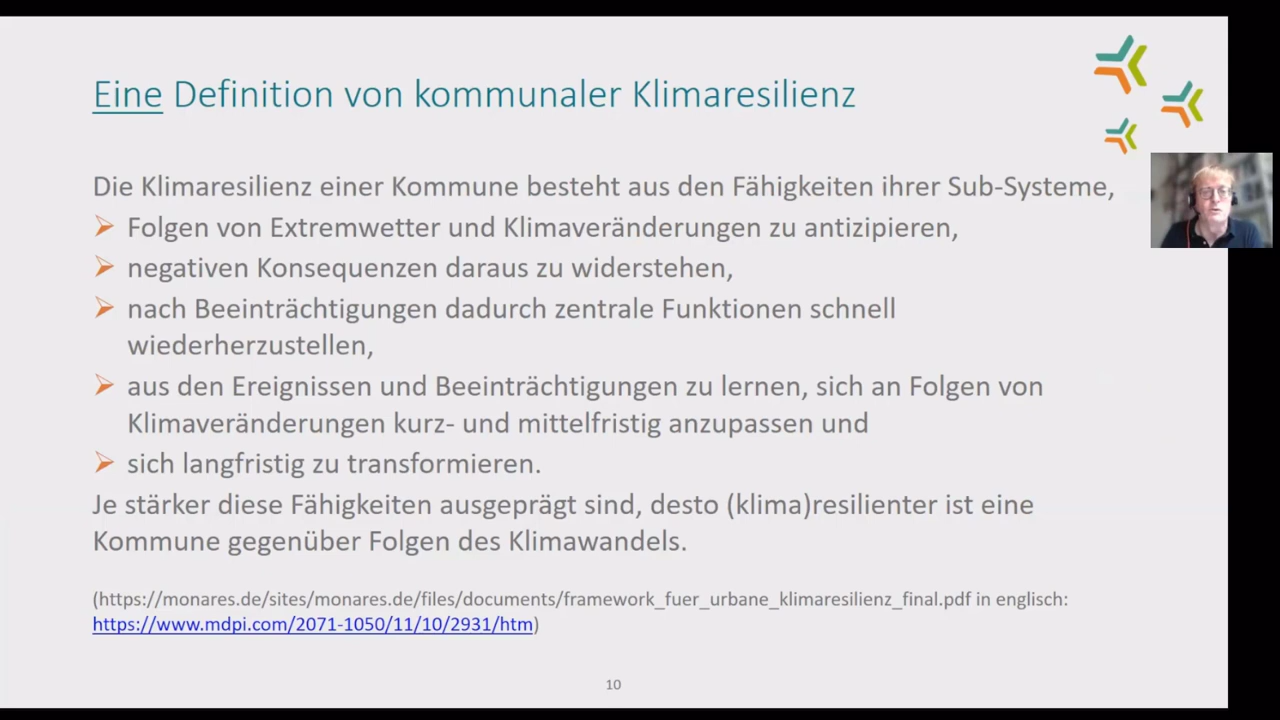 Eine Definition von kommunaler Klimaresilienz
Die Klimaresilienz einer Kommune besteht aus den Fähigkeiten ihrer Sub-Systeme,
Folgen von Extremwetter und Klimaveränderungen zu antizipieren,
negativen Konsequenzen daraus zu widerstehen,
nach Beeinträchtigungen dadurch zentrale Funktionen schnell
wiederherzustellen,
aus den Ereignissen und Beeinträchtigungen zu lernen, sich an Folgen von
Klimaveränderungen kurz- und mittelfristig anzupassen und
sich langfristig zu transformieren.
Je stärker diese Fähigkeiten ausgeprägt sind, desto (klima)resilienter ist eine
Kommune gegenüber Folgen des Klimawandels.
(https://monares.de/sites/monares.de/files/documents/framework_fuer_urbane_klimaresilienz_final.pdf in englisch:
https://www.mdpi.com/2071-1050/11/10/2931/htm)
10